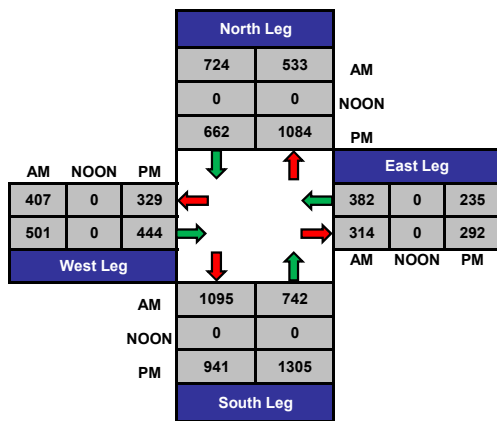 North Leg
724 533 AM
0 0 NOON
662 1084 PM
AM NOON PM East Leg
407 0 329 382 0 235
501 0 444 314 0 292
West Leg AM NOON PM
AM 1095 742
NOON 0 0
PM 941 1305
South Leg